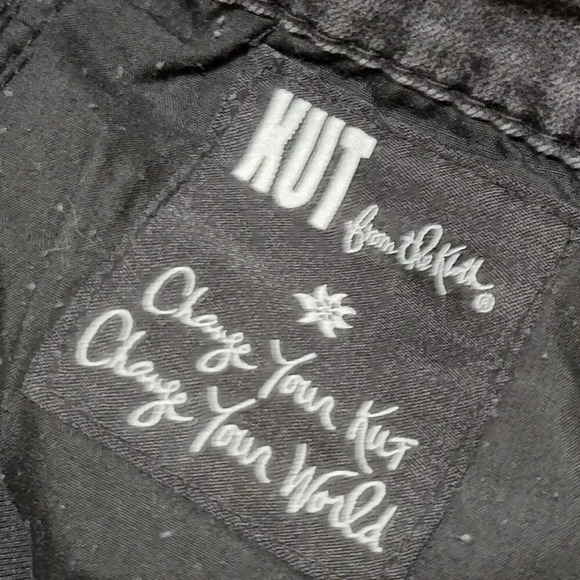 KUT from the Kloth®
Change Your Kut
Change Your World